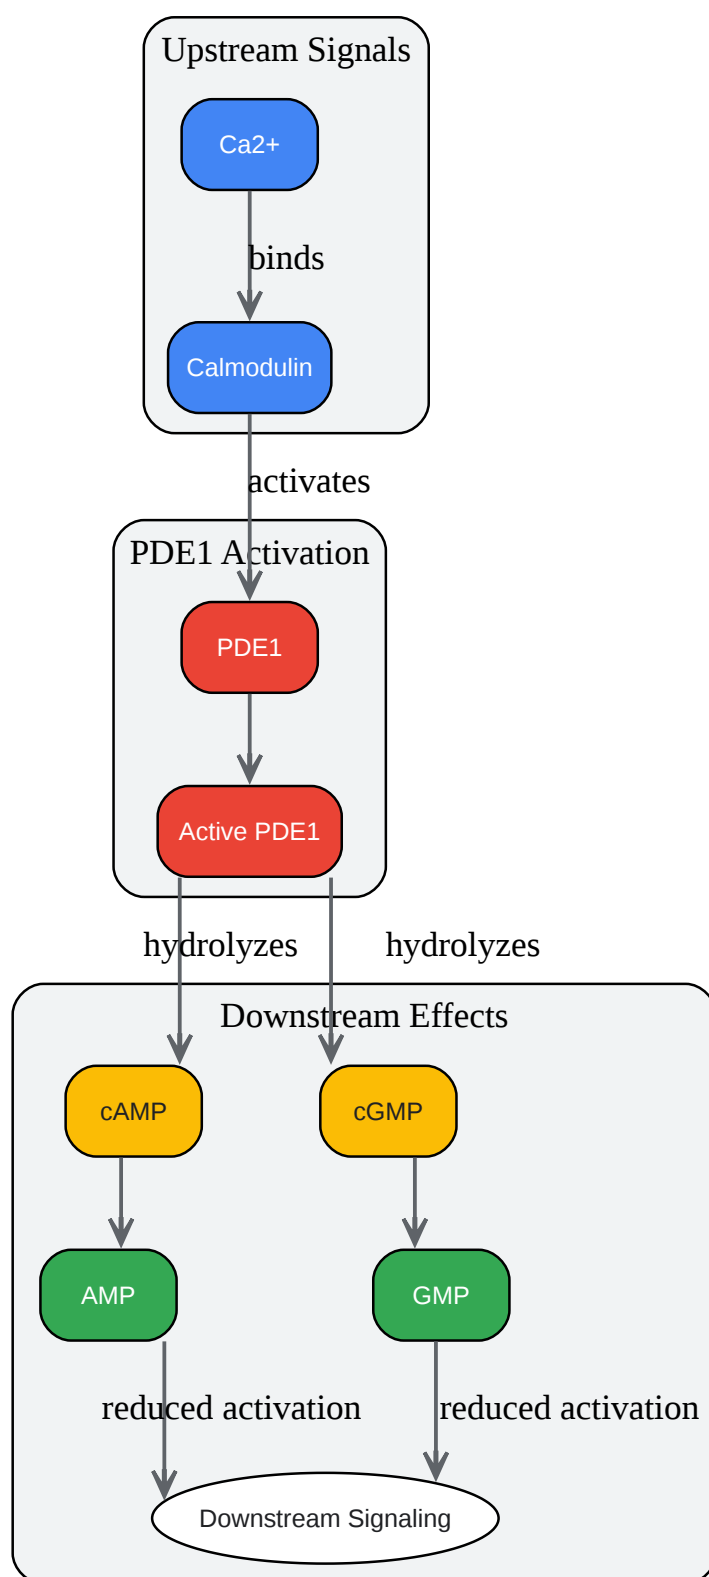 Upstream Signals
Ca2+
binds
Calmodulin
activates
PDE1 Activation
PDE1
Active PDE1
hydrolyzes
hydrolyzes
Downstream Effects
cAMP
cGMP
AMP
GMP
reduced activation
reduced activation
Downstream Signaling